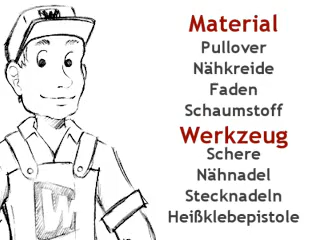 W
Material
Pullover
Nähkreide
Faden
Schaumstoff
Werkzeug
Schere
Nähnadel
Stecknadeln
Heißklebepistole
W